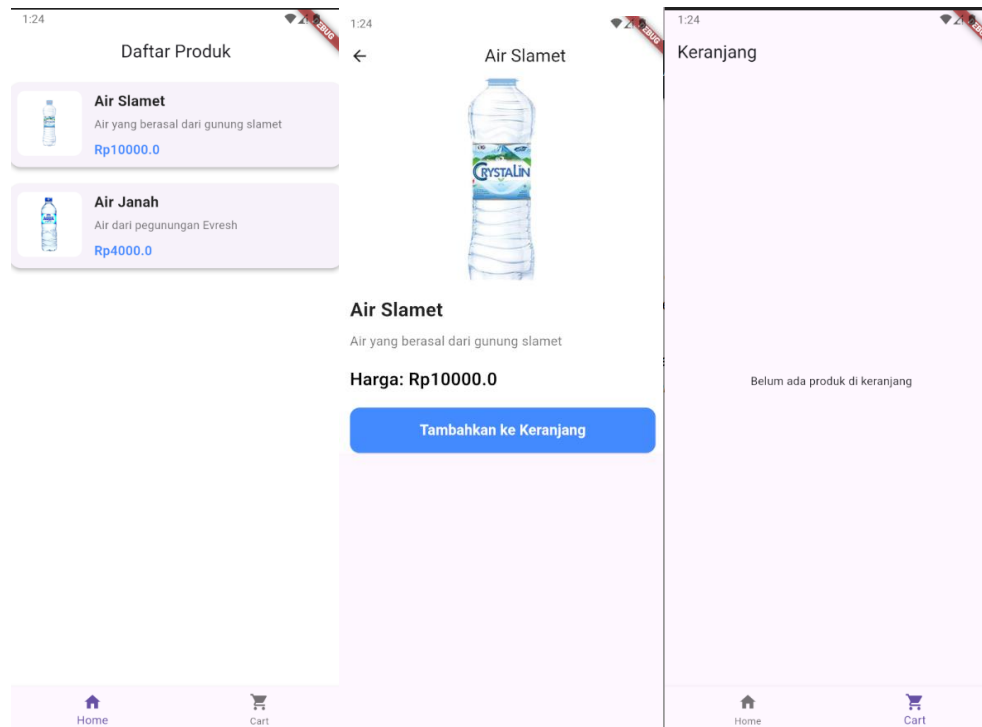 1:24
Daftar Produk
Air Slamet
Air yang berasal dari gunung slamet
Rp10000.0
Air Janah
Air dari pegunungan Evresh
Rp4000.0
Home
Cart
1:24
Air Slamet
CRYSTALIN
Air Slamet
Air yang berasal dari gunung slamet
Harga: Rp10000.0
Tambahkan ke Keranjang
1:24
Keranjang
Belum ada produk di keranjang
Home
Cart